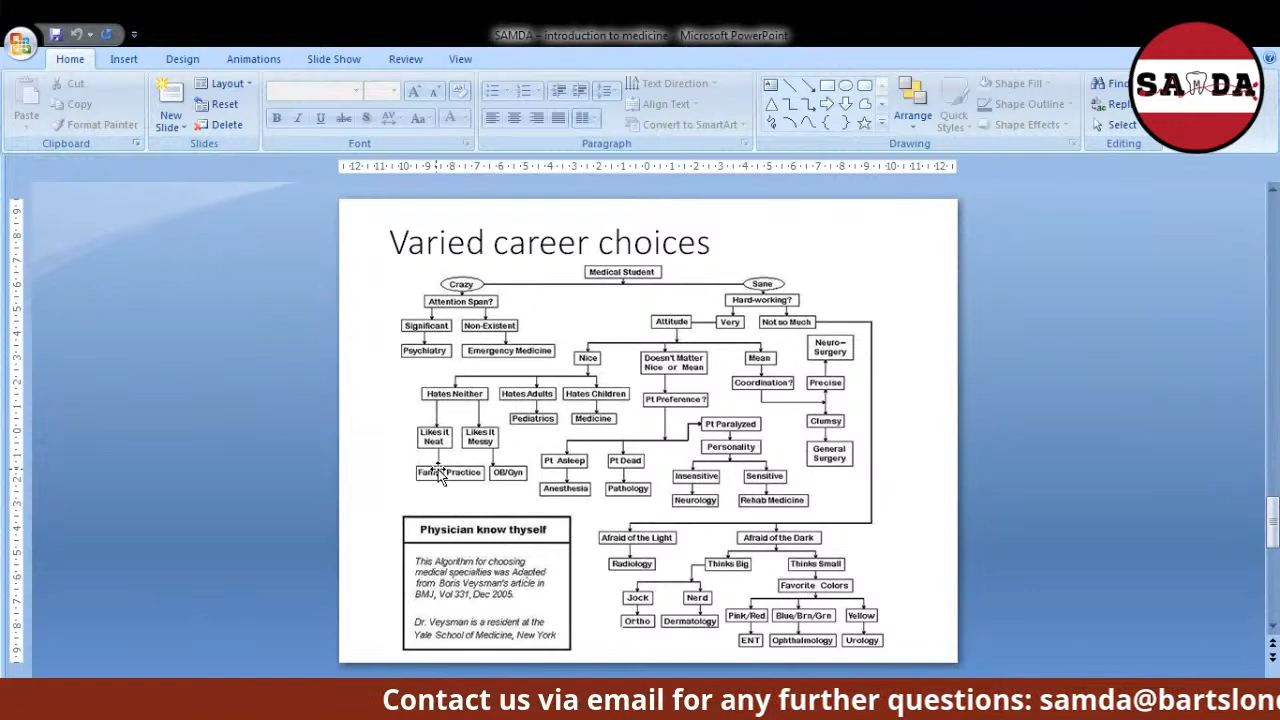 SAMDA – introduction to medicine - Microsoft PowerPoint
Home Insert Design Animations Slide Show Review View
Cut
Copy
Format Painter
Paste
Clipboard
New
Slide
Layout
Reset
Delete
Slides
Font
Text Direction
Align Text
Convert to SmartArt
Paragraph
Arrange
Quick
Styles
Shape Fill
Shape Outline
Shape Effects
Drawing
Find
Repl
Select
Editing
SAMDA
Varied career choices
Medical Student
Crazy
Sane
Attention Span?
Hard-working?
Significant
Non-Existent
Attitude
Very
Not so Much
Psychiatry
Emergency Medicine
Nice
Doesn't Matter
Nice or Mean
Mean
Neuro–
Surgery
Coordination?
Precise
Hates Neither
Hates Adults
Hates Children
Pt Preference ?
Pediatrics
Medicine
Clumsy
Likes it
Neat
Likes It
Messy
Pt Paralyzed
Personality
General
Surgery
Pt Asleep
Pt Dead
Practice
OB/Gyn
Insensitive
Sensitive
Anesthesia
Pathology
Neurology
Rehab Medicine
Physician know thyself
This Algorithm for choosing
medical specialties was Adapted
from Boris Veysman's article in
BMJ, Vol 331, Dec 2005.
Dr. Veysman is a resident at the
Yale School of Medicine, New York
Afraid of the Light
Afraid of the Dark
Radiology
Thinks Big
Thinks Small
Favorite Colors
Jock
Nerd
Pink/Red
Blue/Brn/Grn
Yellow
Ortho
Dermatology
ENT
Ophthalmology
Urology
Contact us via email for any further questions: samda@bartslon